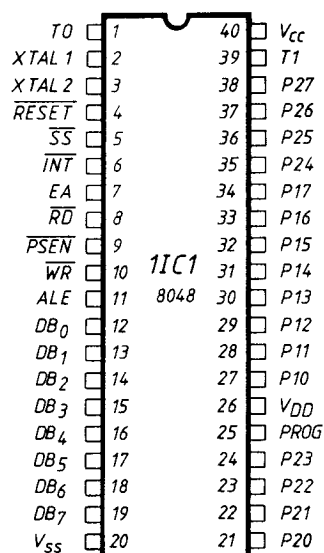 T0 1 40 VCC
XTAL 1 2 39 T1
XTAL 2 3 38 P27
RESET 4 37 P26
SS 5 36 P25
INT 6 35 P24
EA 7 34 P17
RD 8 33 P16
PSEN 9 32 P15
WR 10 31 P14
ALE 11 30 P13
DB0 12 29 P12
DB1 13 28 P11
DB2 14 27 P10
DB3 15 26 VDD
DB4 16 25 PROG
DB5 17 24 P23
DB6 18 23 P22
DB7 19 22 P21
VSS 20 21 P20
1IC1
8048